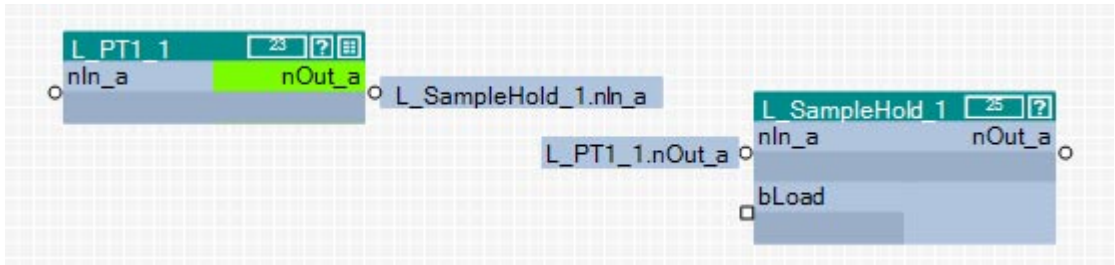 L_PT1_1 23 ?
nIn_a nOut_a
L_SampleHold_1.nIn_a
L_SampleHold_1 25 ?
L_PT1_1.nOut_a
nIn_a nOut_a
bLoad